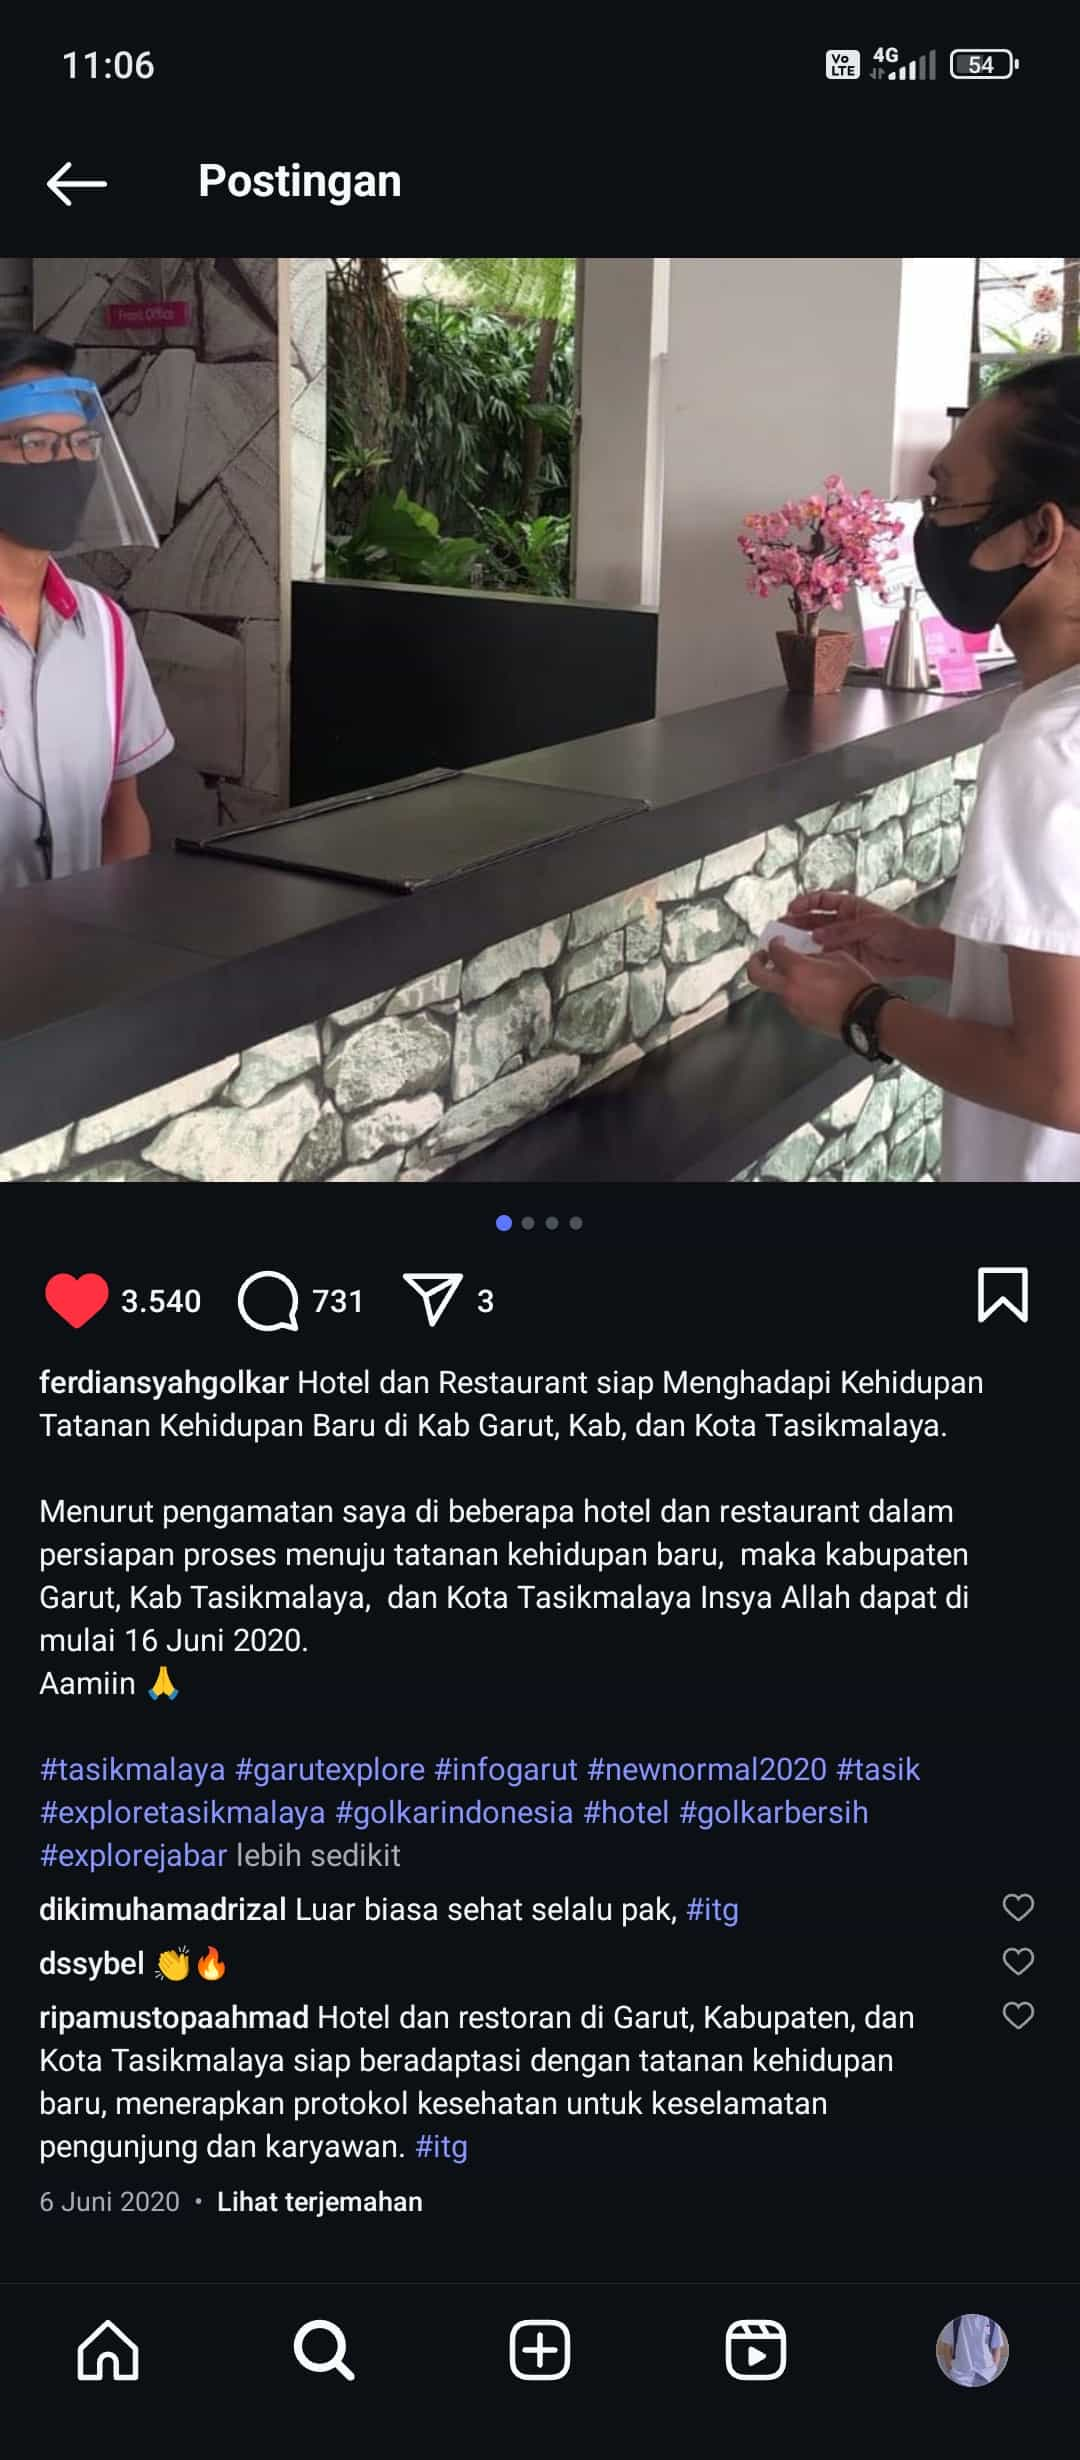 11:06
Vo LTE 4G 54
Postingan
Front Office
3.540 731 3
ferdiansyahgolkar Hotel dan Restaurant siap Menghadapi Kehidupan
Tatanan Kehidupan Baru di Kab Garut, Kab, dan Kota Tasikmalaya.
Menurut pengamatan saya di beberapa hotel dan restaurant dalam
persiapan proses menuju tatanan kehidupan baru,  maka kabupaten
Garut, Kab Tasikmalaya,  dan Kota Tasikmalaya Insya Allah dapat di
mulai 16 Juni 2020.
Aamiin 🙏
#tasikmalaya #garutexplore #infogarut #newnormal2020 #tasik
#exploretasikmalaya #golkarindonesia #hotel #golkarbersih
#explorejabar lebih sedikit
dikimuhamadrizal Luar biasa sehat selalu pak, #itg
dssybel 👏🔥
ripamustopaahmad Hotel dan restoran di Garut, Kabupaten, dan
Kota Tasikmalaya siap beradaptasi dengan tatanan kehidupan
baru, menerapkan protokol kesehatan untuk keselamatan
pengunjung dan karyawan. #itg
6 Juni 2020 • Lihat terjemahan